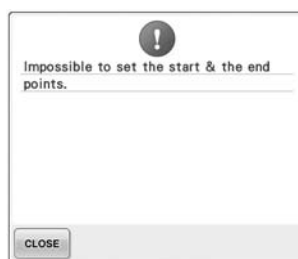 Impossible to set the start & the end
points.
CLOSE